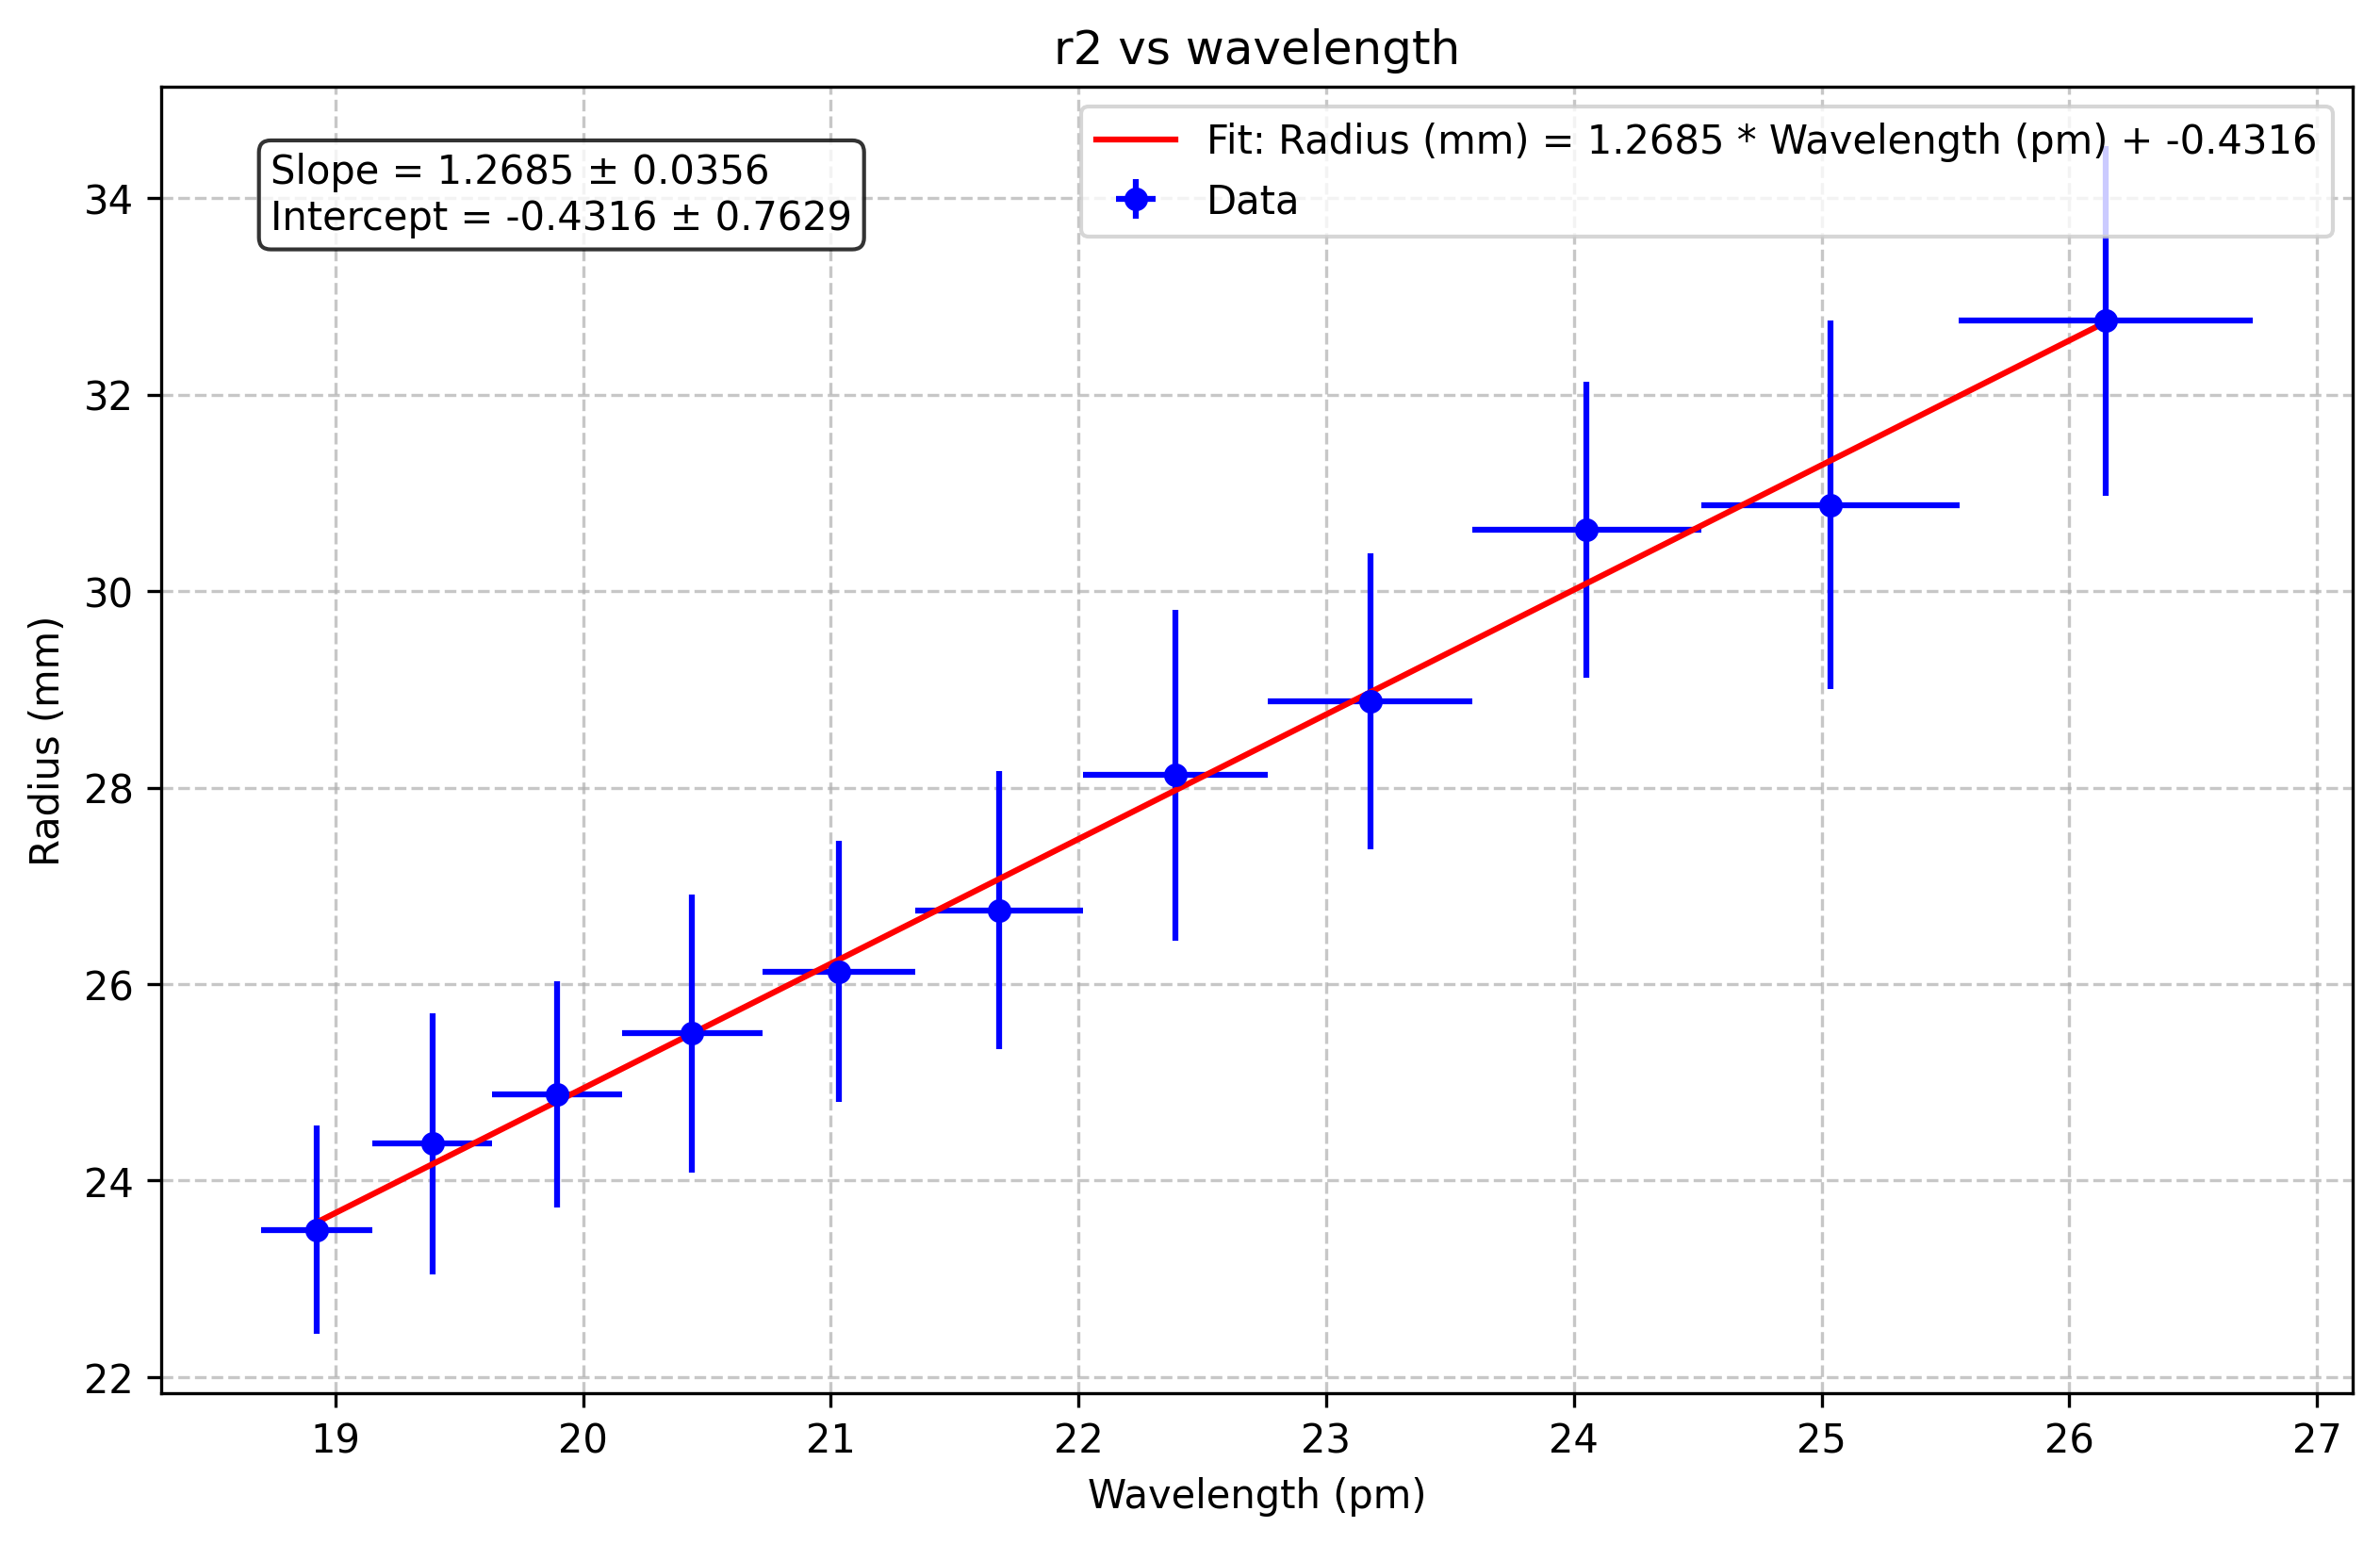 r2 vs wavelength
Slope = 1.2685 ± 0.0356
Intercept = -0.4316 ± 0.7629
Fit: Radius (mm) = 1.2685 * Wavelength (pm) + -0.4316
Data
Radius (mm)
34
32
30
28
26
24
22
19 20 21 22 23 24 25 26 27
Wavelength (pm)